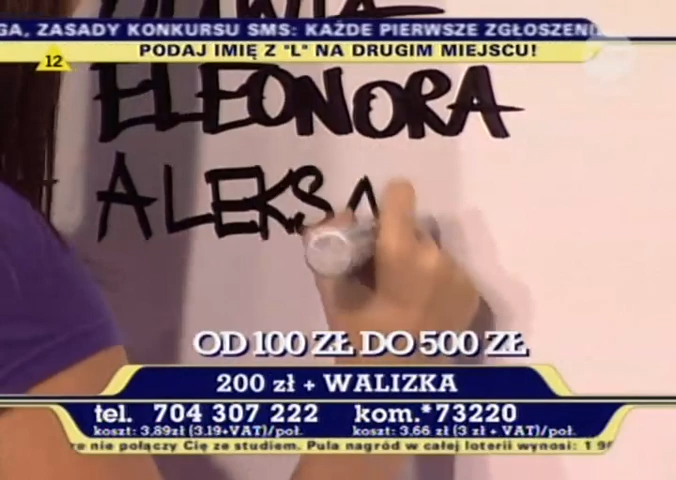 ZASADY KONKURSU SMS: KAŻDE PIERWSZE
PODAJ IMIĘ Z "L" NA DRUGIM MIEJSCU!
12
ELEONORA
ALEKSA
OD 100 ZŁ DO 500 ZŁ
200 zł + WALIZKA
tel. 704 307 222 kom.*73220
koszt: 3,89zł (3.19+VAT)/poł. koszt: 3,66 zł (3 zł + VAT)/poł.
nie połączy Cię ze studiem. Pula nagród w całej loterii wynosi: 1